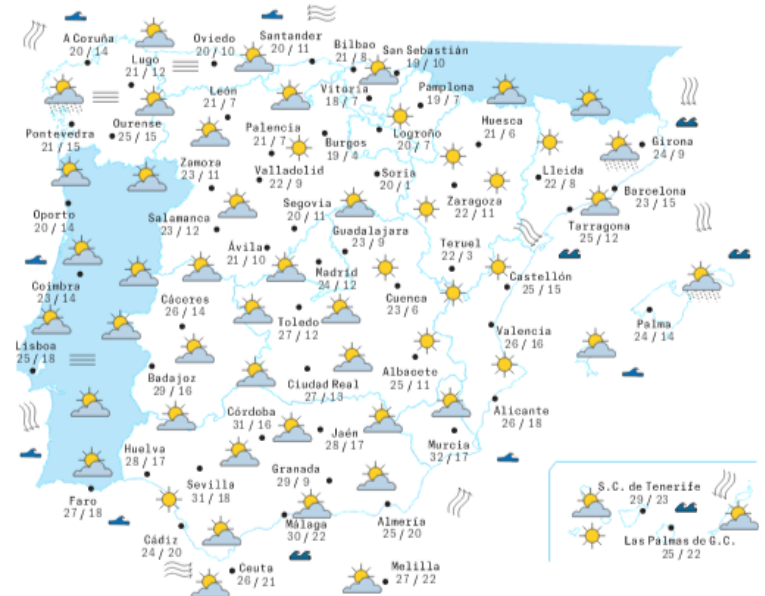 A Coruña
20 / 14
Oviedo
20 / 10
Santander
20 / 11
Bilbao
21 / 8
San Sebastián
19 / 10
Lugo
21 / 12
Vitoria
18 / 7
Pamplona
19 / 7
León
21 / 7
Pontevedra
21 / 15
Ourense
25 / 15
Palencia
21 / 7
Burgos
19 / 4
Logroño
20 / 7
Huesca
21 / 6
Girona
24 / 9
Zamora
23 / 11
Valladolid
22 / 9
Soria
20 / 1
Lleida
22 / 8
Barcelona
23 / 15
Oporto
20 / 14
Salamanca
23 / 12
Segovia
20 / 11
Zaragoza
22 / 11
Tarragona
25 / 12
Guadalajara
23 / 9
Ávila
21 / 10
Teruel
22 / 3
Madrid
24 / 12
Castellón
25 / 15
Coimbra
23 / 14
Cáceres
26 / 14
Cuenca
23 / 6
Toledo
27 / 12
Valencia
26 / 16
Palma
24 / 14
Lisboa
25 / 18
Badajoz
29 / 16
Ciudad Real
27 / 13
Albacete
25 / 11
Alicante
26 / 18
Córdoba
31 / 16
Jaén
28 / 17
Murcia
32 / 17
Huelva
28 / 17
Sevilla
31 / 18
Granada
29 / 9
Faro
27 / 18
Cádiz
24 / 20
Málaga
30 / 22
Almería
25 / 20
S.C. de Tenerife
29 / 23
Las Palmas de G.C.
25 / 22
Ceuta
26 / 21
Melilla
27 / 22